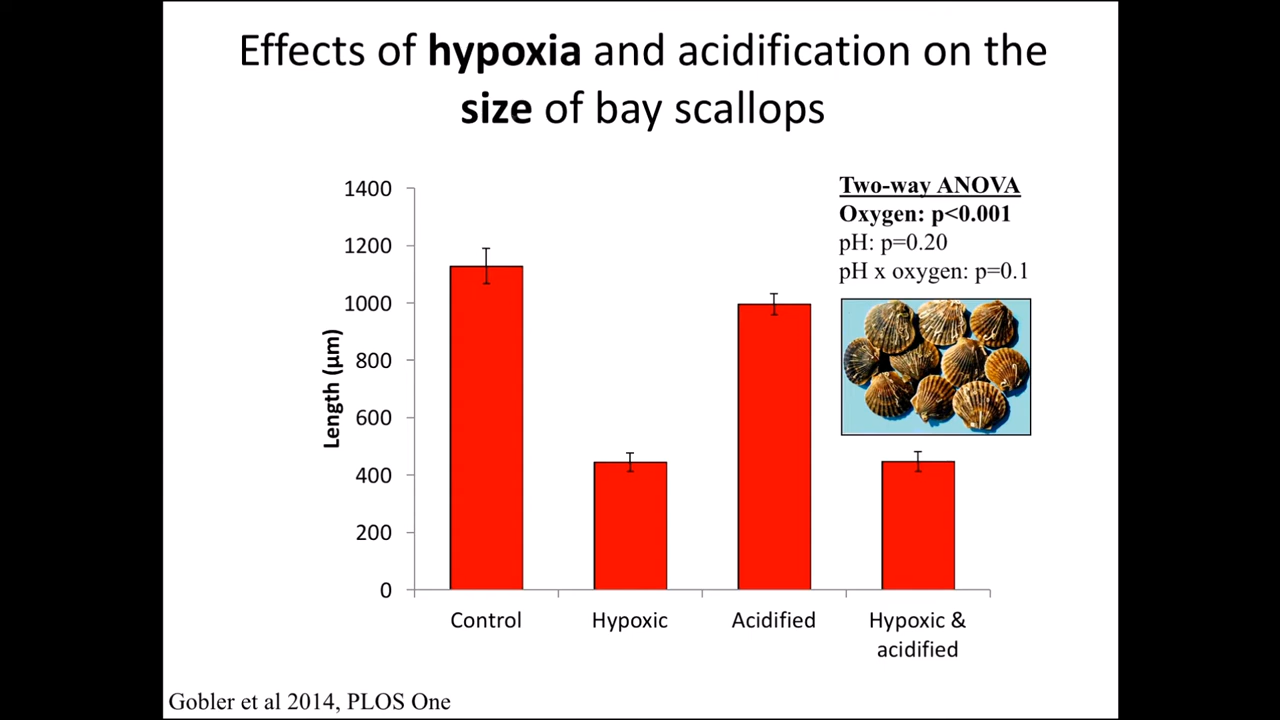 Effects of hypoxia and acidification on the
size of bay scallops
Two-way ANOVA
Oxygen: p<0.001
pH: p=0.20
pH x oxygen: p=0.1
Length (µm)
1400
1200
1000
800
600
400
200
0
Control
Hypoxic
Acidified
Hypoxic &
acidified
Gobler et al 2014, PLOS One